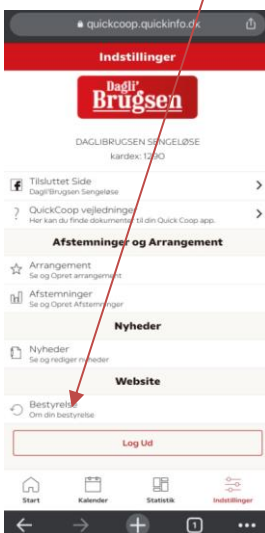 quickcoop.quickinfo.dk
Indstillinger
Dagli'
Brugsen
DAGLIBRUGSEN SENGELØSE
kardex: 1290
Tilsluttet Side
Dagli'Brugsen Sengeløse
QuickCoop vejledninger
Her kan du finde dokumenter til din Quick Coop app.
Afstemninger og Arrangement
Arrangement
Se og Opret arrangement
Afstemninger
Se og Opret Afstemninger
Nyheder
Nyheder
Se og rediger nyheder
Website
Bestyrelse
Om din bestyrelse
Log Ud
Start Kalender Statistik Indstillinger
1